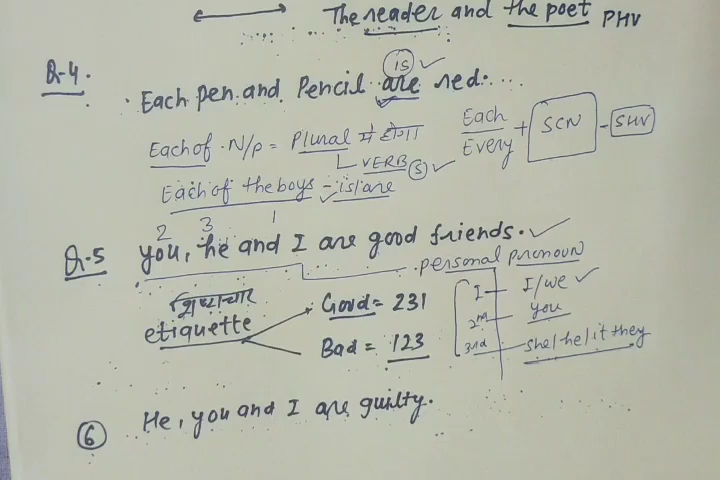 The reader and the poet PHV
Q-4.
is
Each pen and Pencil are red.
Each of N/P = Plural में होगा
VERB (S)
Each of the boys - is/are
Each
Every + SCN - SHV
2 3 1
Q-5 you, he and I are good friends.
personal pronoun
शिष्टाचार
etiquette
Good = 231
Bad = 123
I - I/we
2nd - you
3rd - she/he/it they
6 He, you and I are guilty.